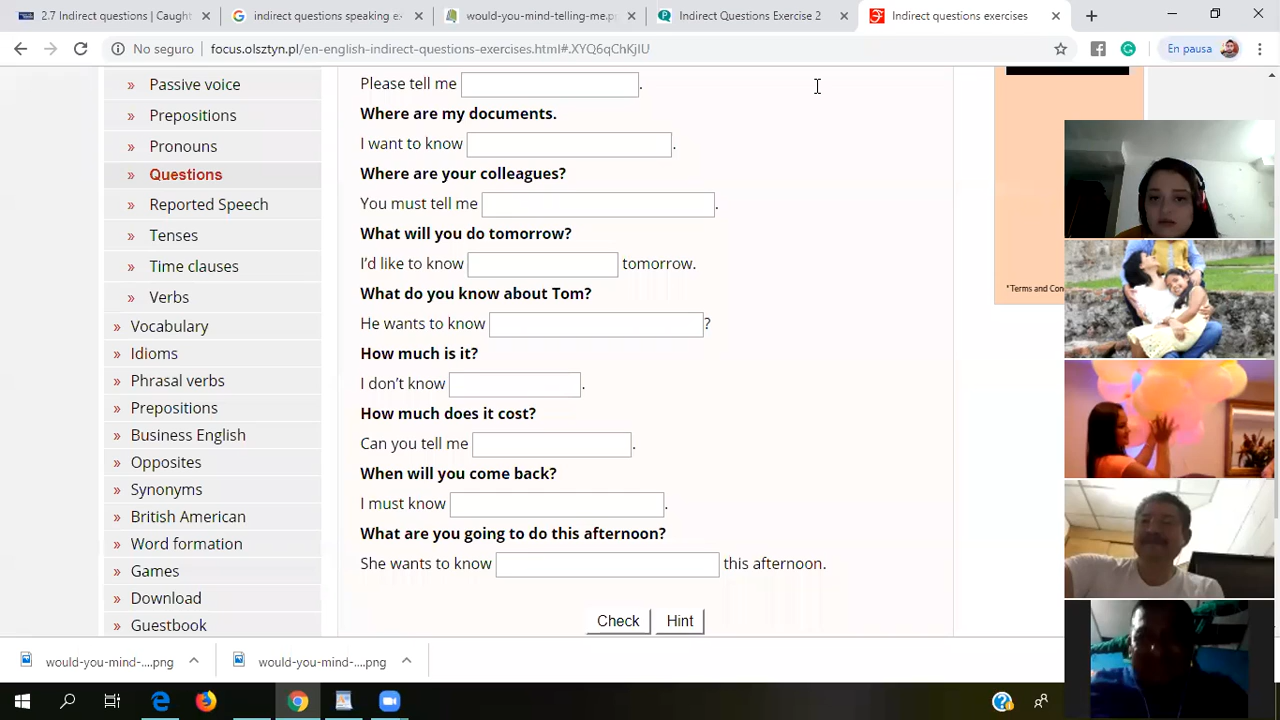 2.7 Indirect questions | Caught
indirect questions speaking
would-you-mind-telling-me.p
Indirect Questions Exercise 2
Indirect questions exercises
No seguro
focus.olsztyn.pl/en-english-indirect-questions-exercises.html#.XYQ6qChKjIU
En pausa
» Passive voice
» Prepositions
» Pronouns
» Questions
» Reported Speech
» Tenses
» Time clauses
» Verbs
» Vocabulary
» Idioms
» Phrasal verbs
» Prepositions
» Business English
» Opposites
» Synonyms
» British American
» Word formation
» Games
» Download
» Guestbook
Please tell me .
Where are my documents.
I want to know .
Where are your colleagues?
You must tell me .
What will you do tomorrow?
I'd like to know tomorrow.
What do you know about Tom?
He wants to know ?
How much is it?
I don't know .
How much does it cost?
Can you tell me .
When will you come back?
I must know .
What are you going to do this afternoon?
She wants to know this afternoon.
Check Hint
*Terms and Con
would-you-mind-....png
would-you-mind-....png